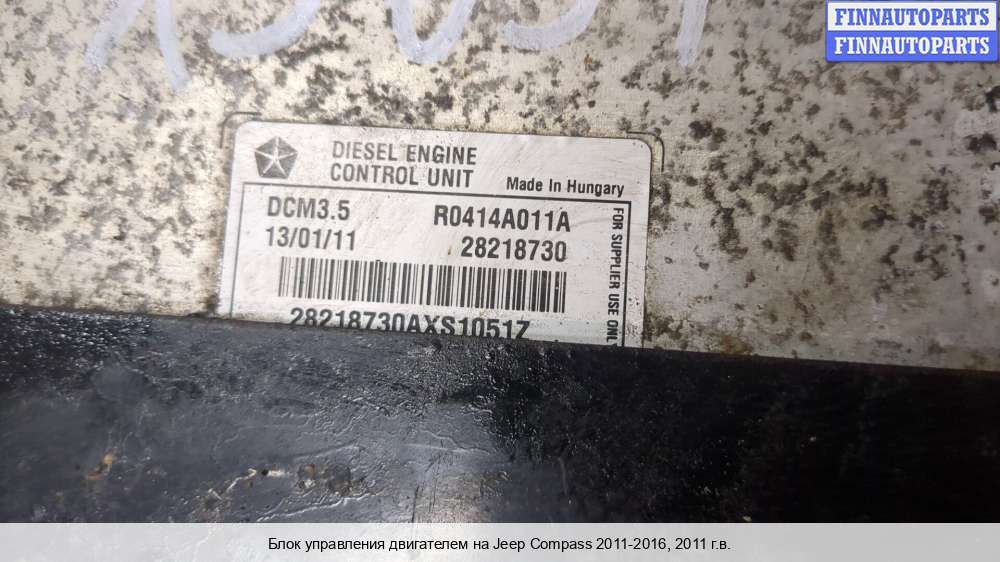 FINNAUTOPARTS
FINNAUTOPARTS
DIESEL ENGINE
CONTROL UNIT
Made In Hungary
DCM3.5
R0414A011A
13/01/11
28218730
28218730AXS1051Z
FOR SUPPLIER USE ONLY
Блок управления двигателем на Jeep Compass 2011-2016, 2011 г.в.